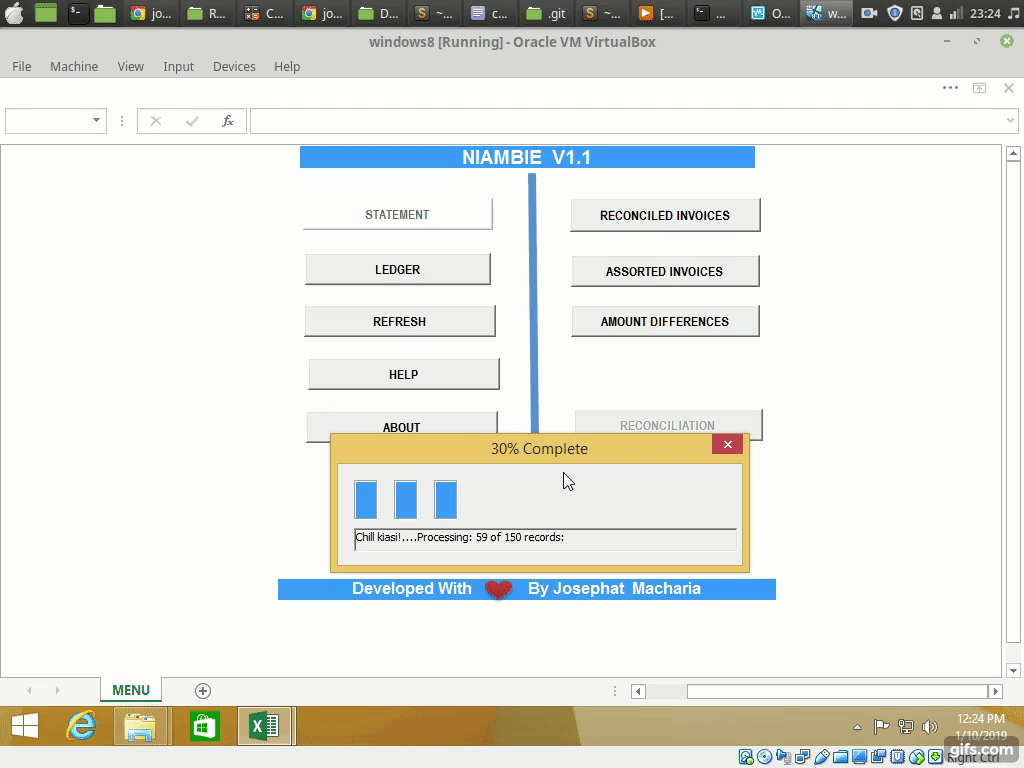 jo...
R...
C...
jo...
D...
~...
c...
.git
~...
[...
...
O...
w...
23:24
windows8 [Running] - Oracle VM VirtualBox
File Machine View Input Devices Help
fx
NIAMBIE V1.1
STATEMENT
RECONCILED INVOICES
LEDGER
ASSORTED INVOICES
REFRESH
AMOUNT DIFFERENCES
HELP
ABOUT
RECONCILIATION
30% Complete
Chill kiasi!....Processing: 59 of 150 records:
Developed With
By Josephat Macharia
MENU
12:24 PM
1/10/2019
gifs.com
Right Ctrl